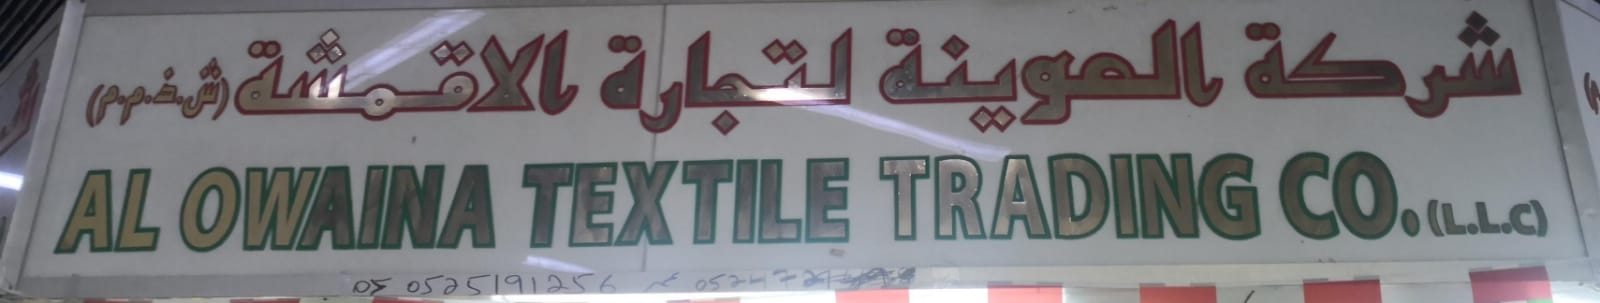 شركة العوينة لتجارة الاقمشة (ش.ذ.م.م)
AL OWAINA TEXTILE TRADING CO. (L.L.C)
0525191256